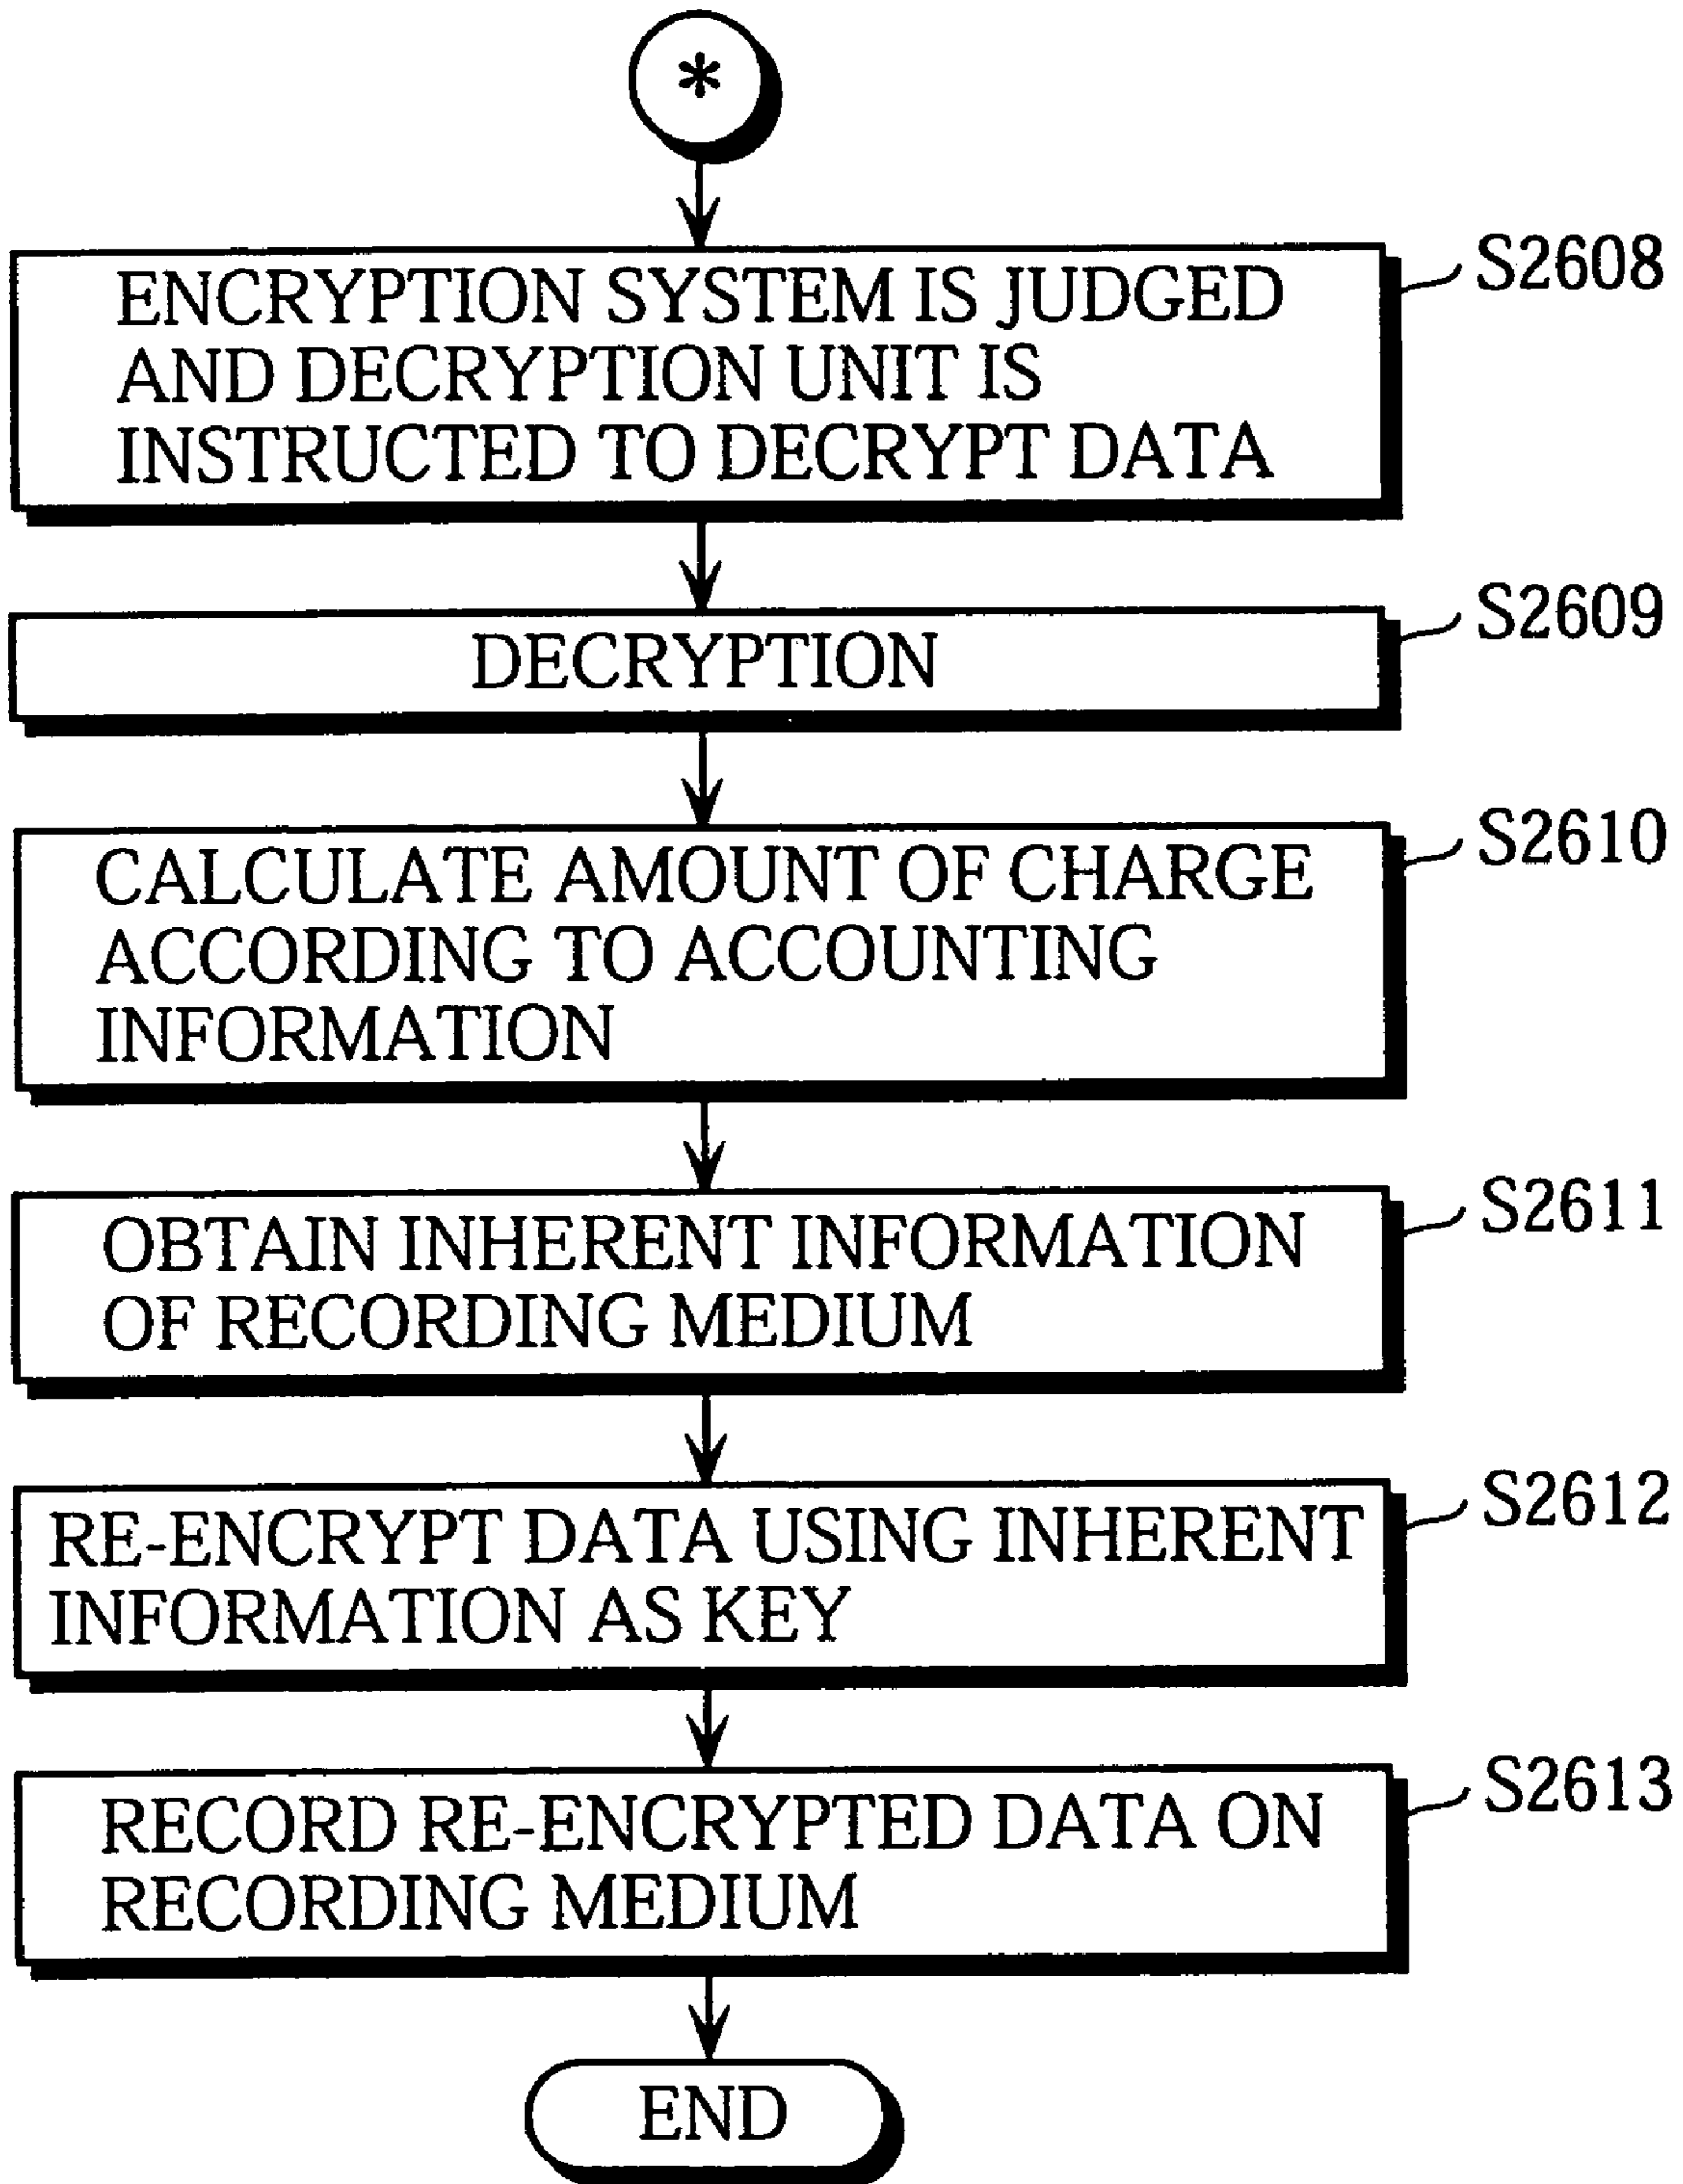 *
ENCRYPTION SYSTEM IS JUDGED
AND DECRYPTION UNIT IS
INSTRUCTED TO DECRYPT DATA
S2608
DECRYPTION
S2609
CALCULATE AMOUNT OF CHARGE
ACCORDING TO ACCOUNTING
INFORMATION
S2610
OBTAIN INHERENT INFORMATION
OF RECORDING MEDIUM
S2611
RE-ENCRYPT DATA USING INHERENT
INFORMATION AS KEY
S2612
RECORD RE-ENCRYPTED DATA ON
RECORDING MEDIUM
S2613
END